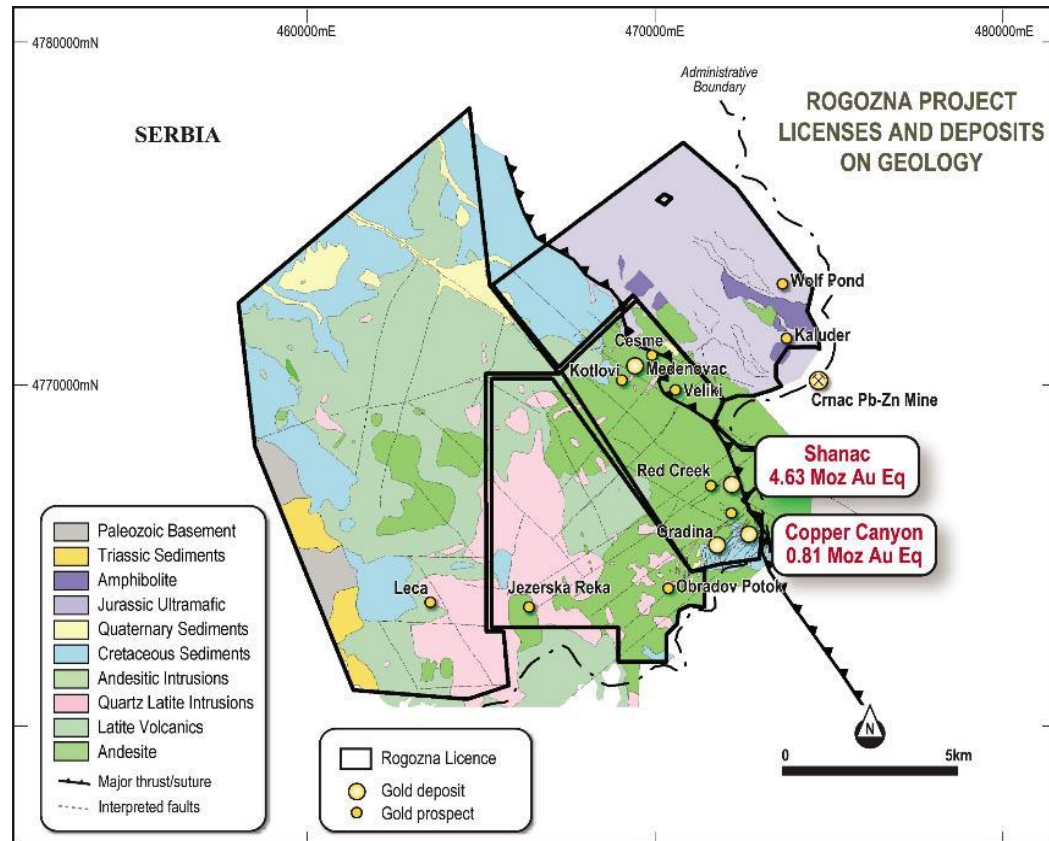 460000mE
470000mE
480000mE
4780000mN
4770000mN
SERBIA
Administrative
Boundary
ROGOZNA PROJECT
LICENSES AND DEPOSITS
ON GEOLOGY
Wolf Pond
Kaluder
Cesme
Kotlovi
Medenovac
Veliki
Crnac Pb-Zn Mine
Red Creek
Shanac
4.63 Moz Au Eq
Gradina
Copper Canyon
0.81 Moz Au Eq
Leca
Jezerska Reka
Obradov Potok
Paleozoic Basement
Triassic Sediments
Amphibolite
Jurassic Ultramafic
Quaternary Sediments
Cretaceous Sediments
Andesitic Intrusions
Quartz Latite Intrusions
Latite Volcanics
Andesite
Major thrust/suture
Interpreted faults
Rogozna Licence
Gold deposit
Gold prospect
N
0
5km